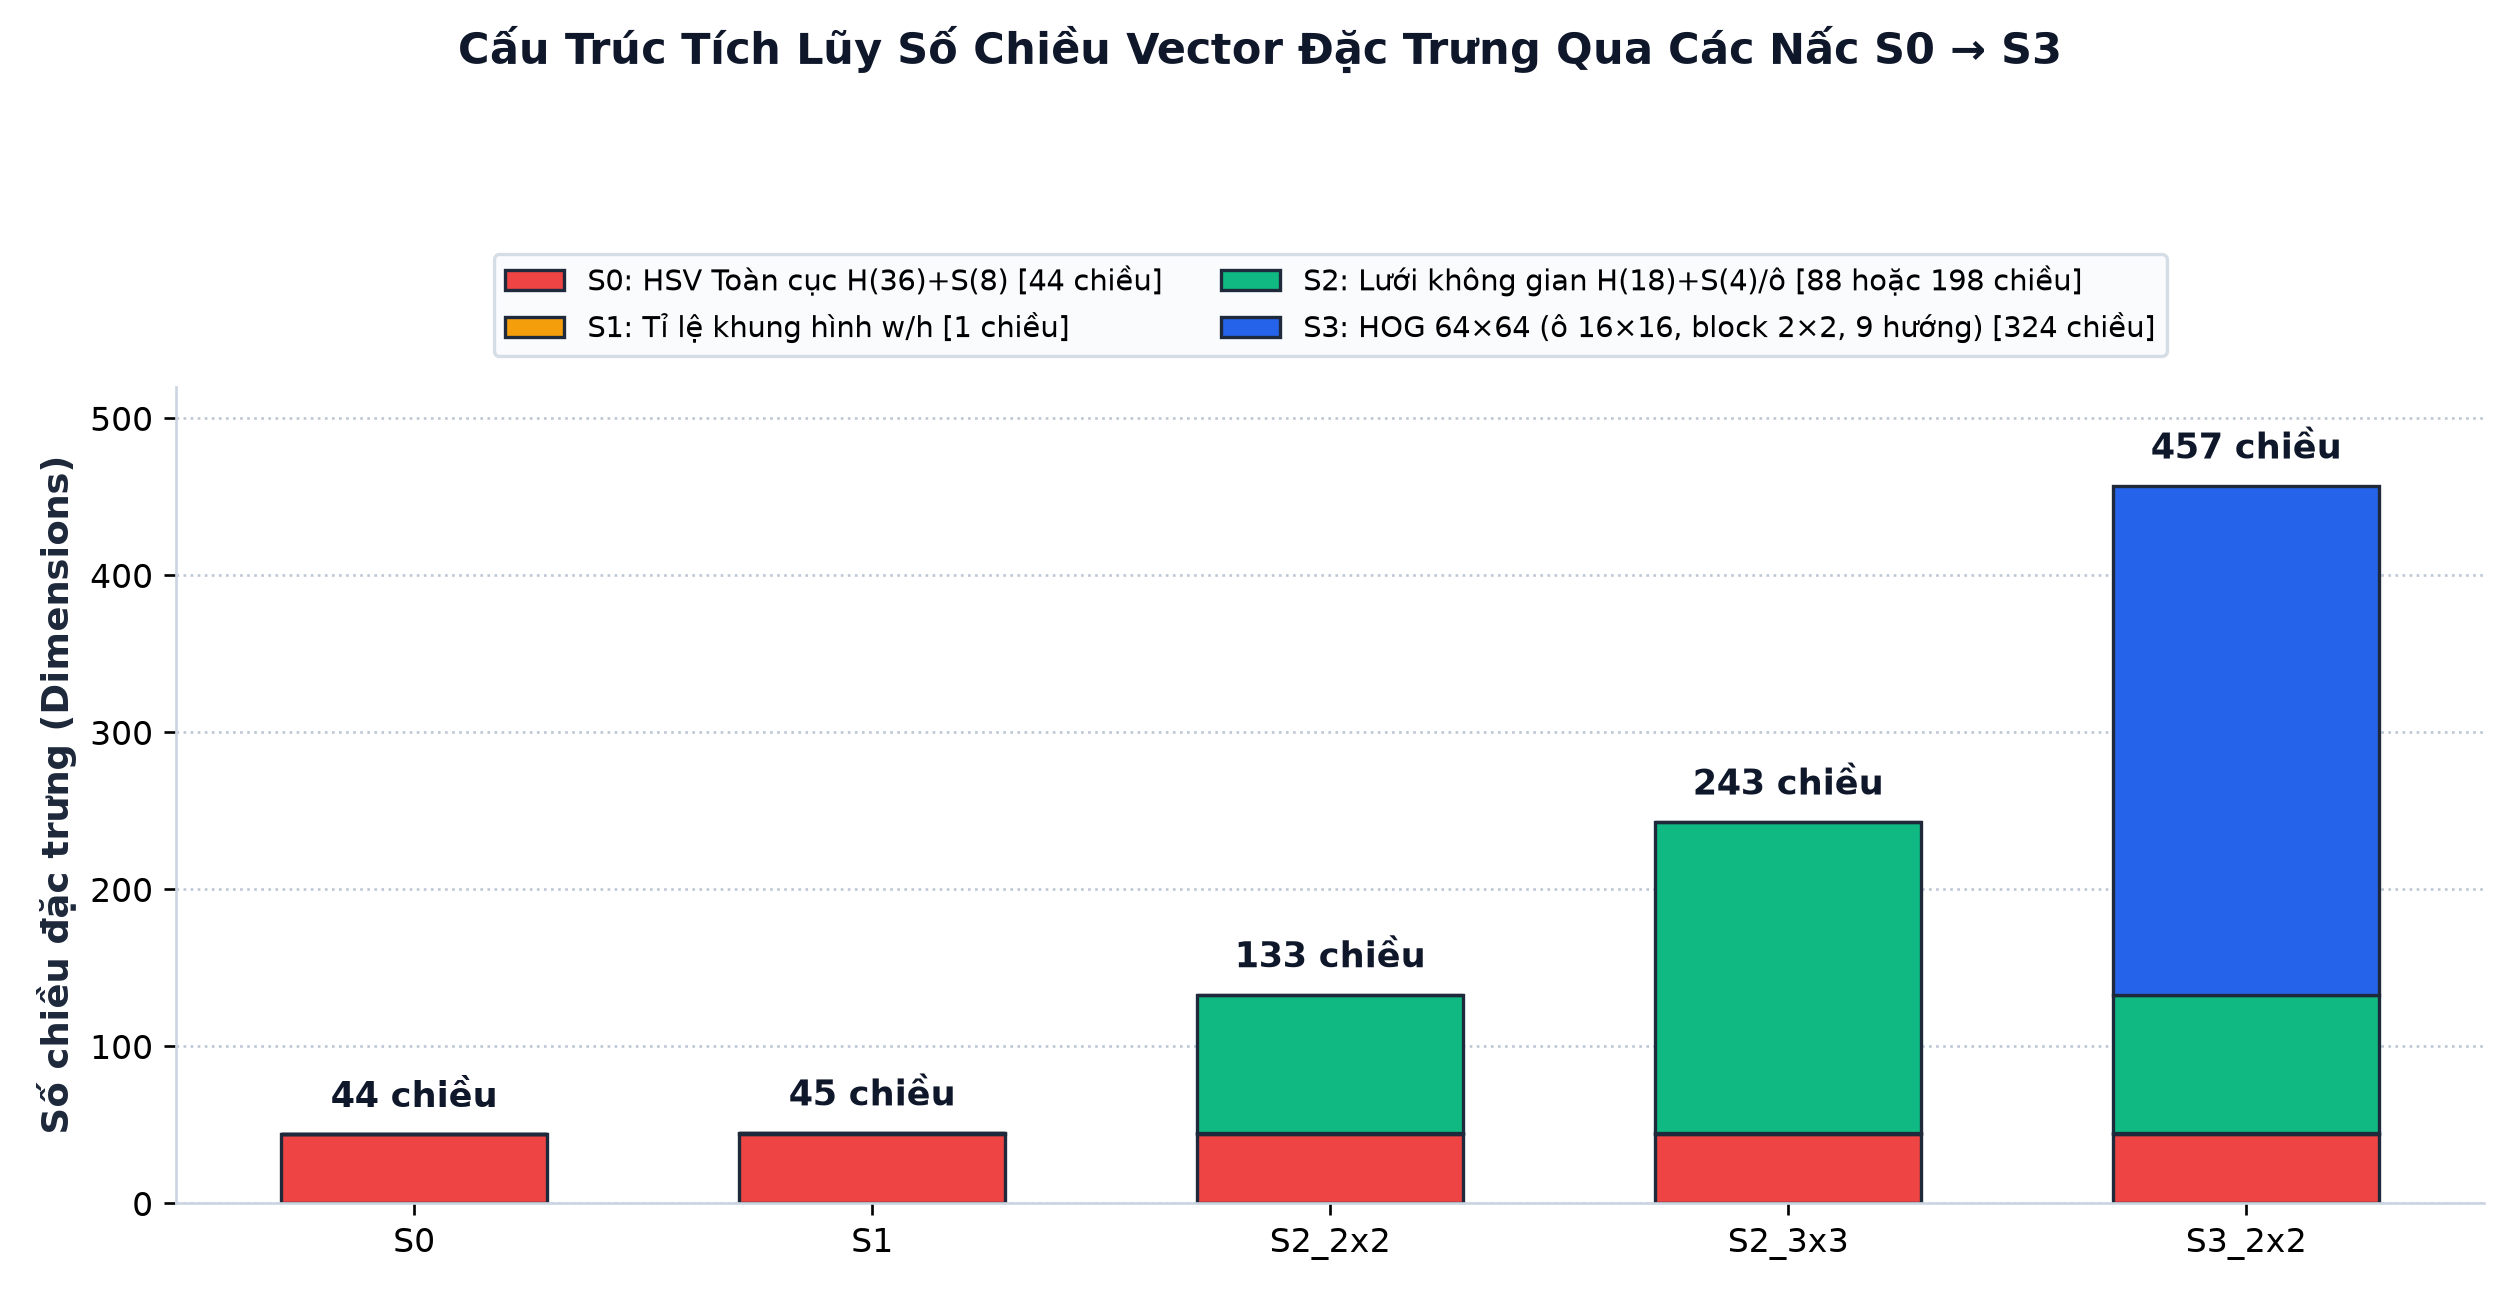 Cấu Trúc Tích Lũy Số Chiều Vector Đặc Trưng Qua Các Nấc S0 → S3
S0: HSV Toàn cục H(36)+S(8) [44 chiều]
S1: Tỉ lệ khung hình w/h [1 chiều]
S2: Lưới không gian H(18)+S(4)/ô [88 hoặc 198 chiều]
S3: HOG 64×64 (ô 16×16, block 2×2, 9 hướng) [324 chiều]
Số chiều đặc trưng (Dimensions)
500
400
300
200
100
0
44 chiều
45 chiều
133 chiều
243 chiều
457 chiều
S0
S1
S2_2x2
S2_3x3
S3_2x2